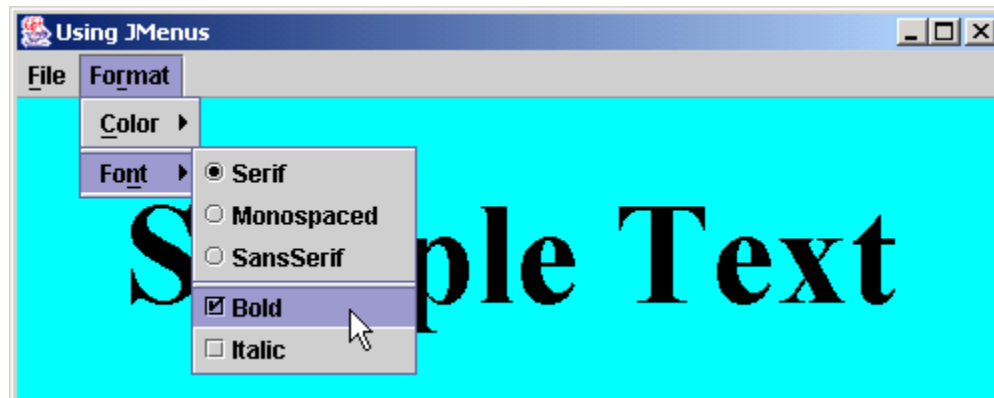 Using JMenus
File Format
Color
Font
Serif
Monospaced
SansSerif
Bold
Italic
S ple Text